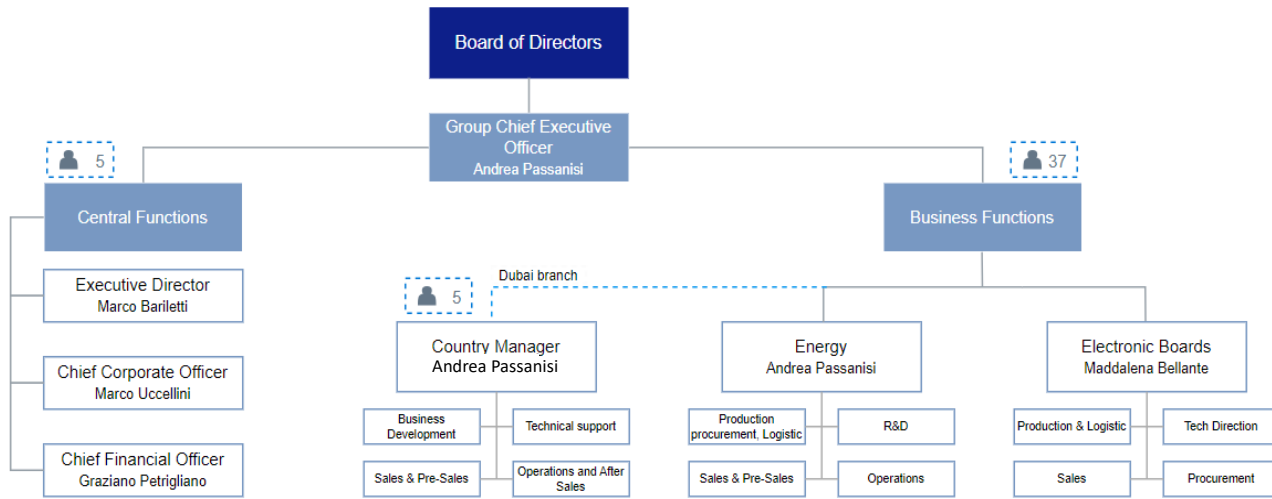 Board of Directors
Group Chief Executive
Officer
Andrea Passanisi
5
37
Central Functions
Business Functions
Executive Director
Marco Bariletti
Chief Corporate Officer
Marco Uccellini
Chief Financial Officer
Graziano Petrigliano
Dubai branch
5
Country Manager
Andrea Passanisi
Business
Development
Technical support
Sales & Pre-Sales
Operations and After
Sales
Energy
Andrea Passanisi
Production
procurement, Logistic
R&D
Sales & Pre-Sales
Operations
Electronic Boards
Maddalena Bellante
Production & Logistic
Tech Direction
Sales
Procurement